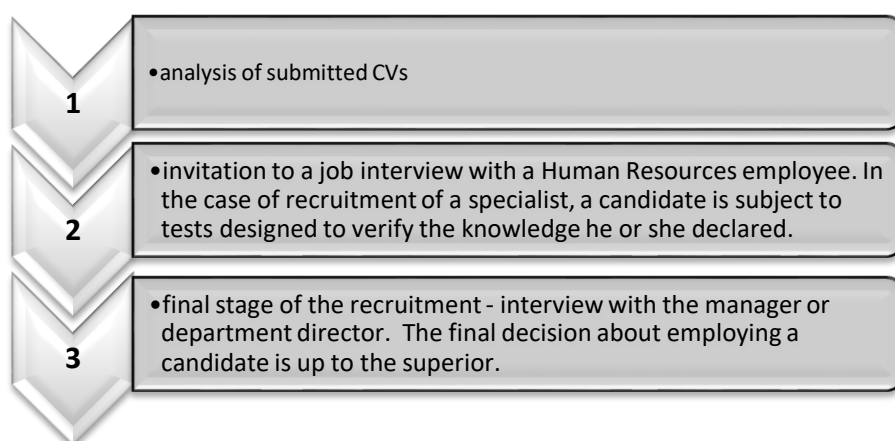 1
•analysis of submitted CVs
2
•invitation to a job interview with a Human Resources employee. In
the case of recruitment of a specialist, a candidate is subject to
tests designed to verify the knowledge he or she declared.
3
•final stage of the recruitment - interview with the manager or
department director.  The final decision about employing a
candidate is up to the superior.